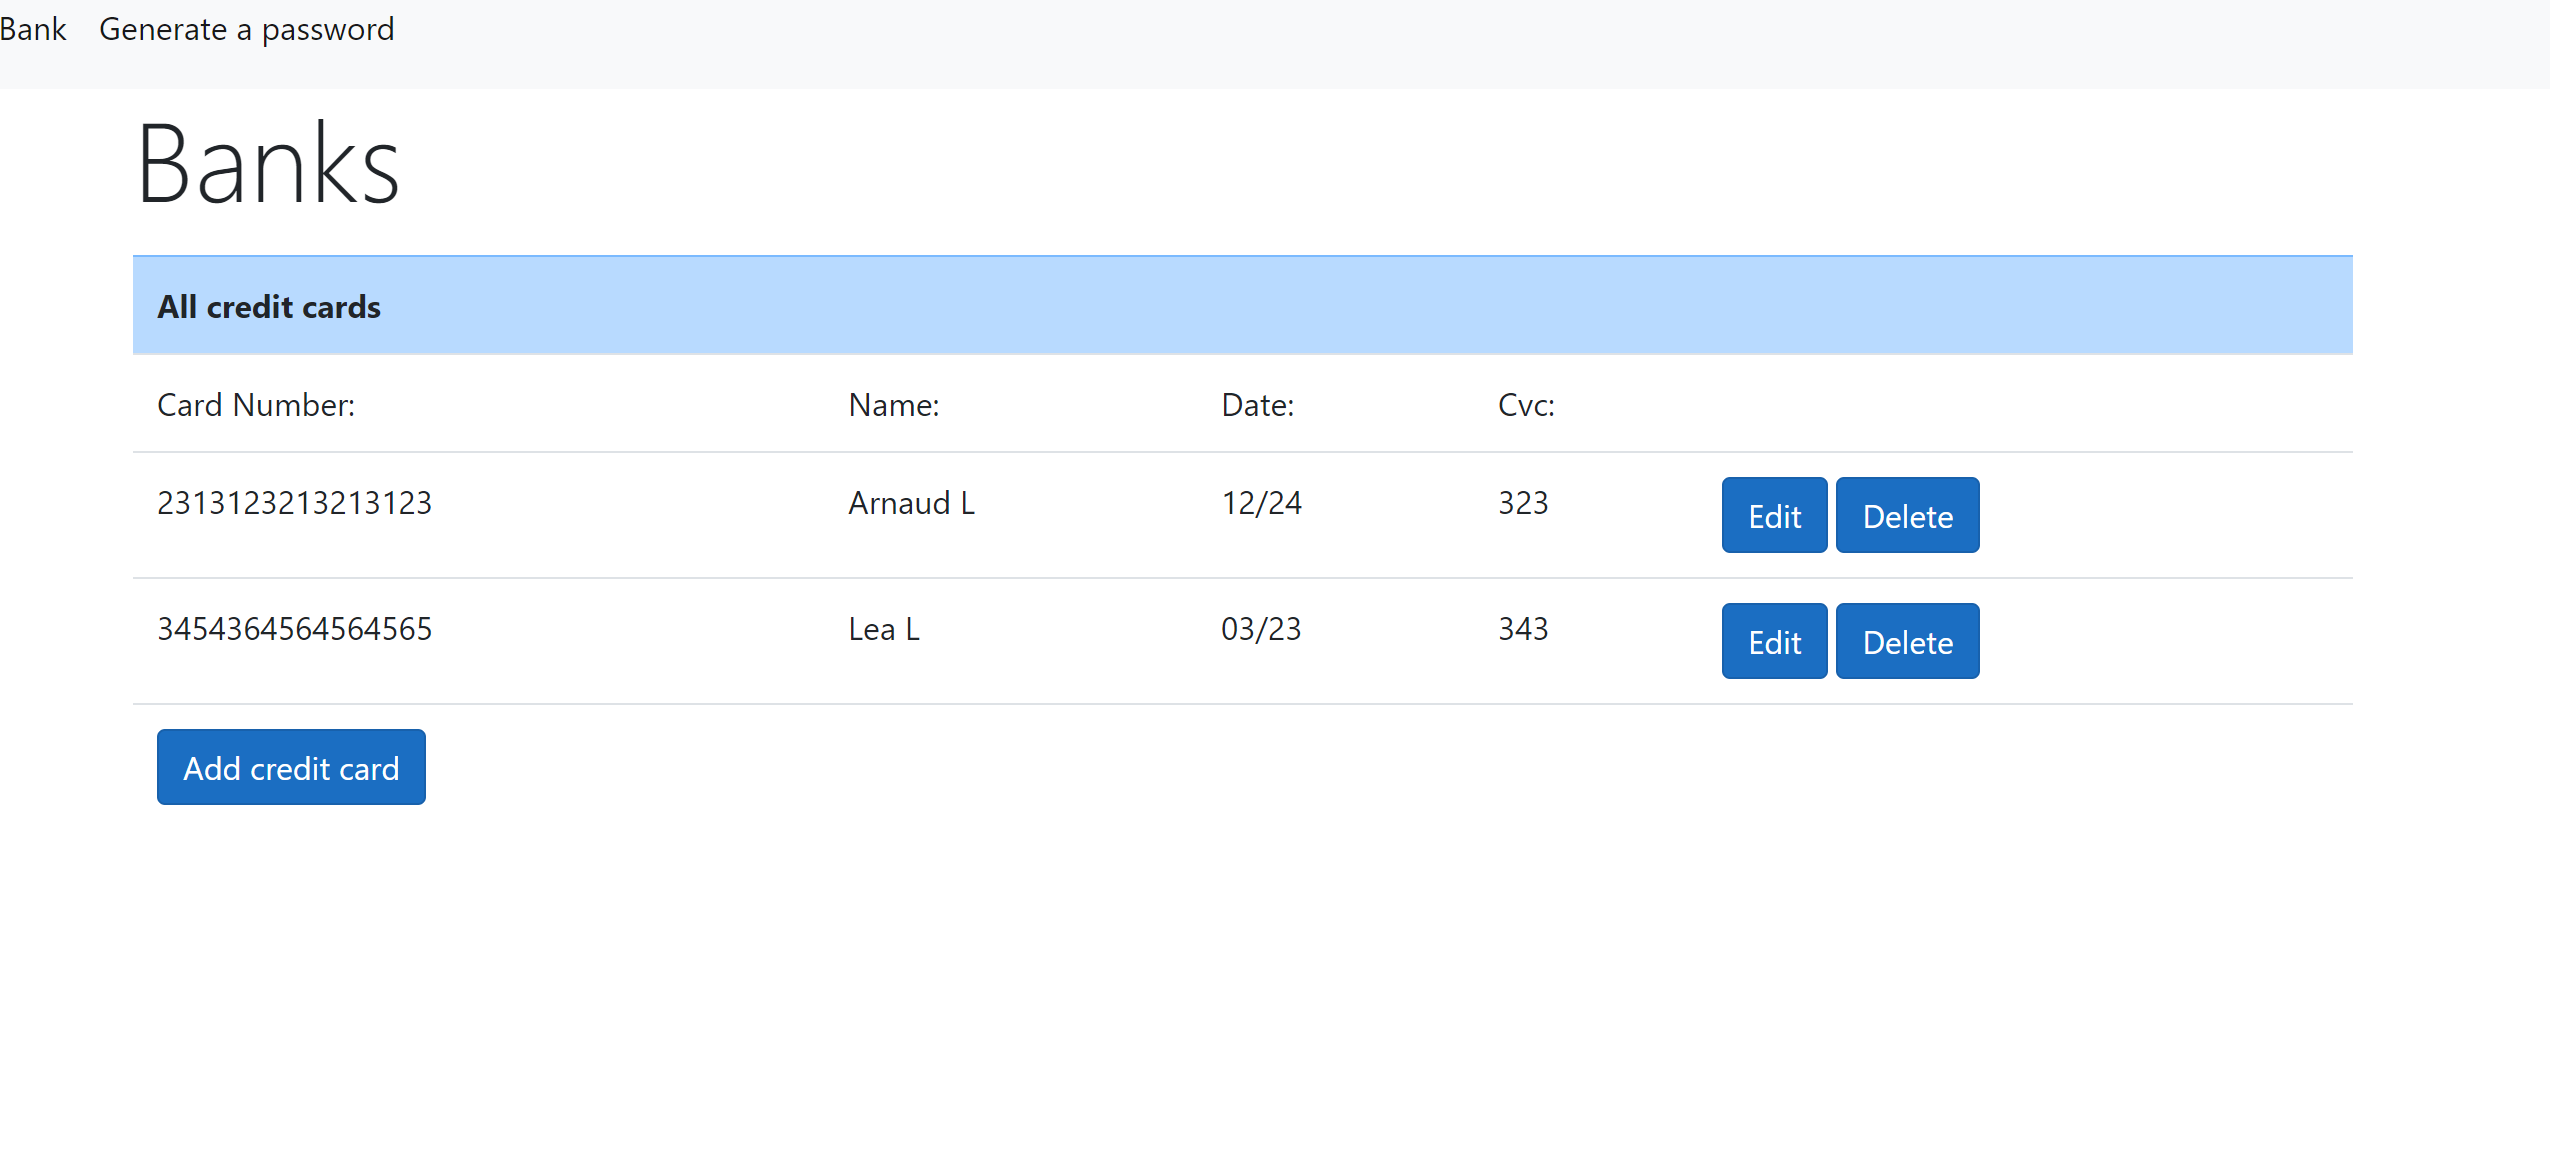 Bank Generate a password
Banks
All credit cards
Card Number: Name: Date: Cvc:
2313123213213123 Arnaud L 12/24 323 Edit Delete
3454364564564565 Lea L 03/23 343 Edit Delete
Add credit card